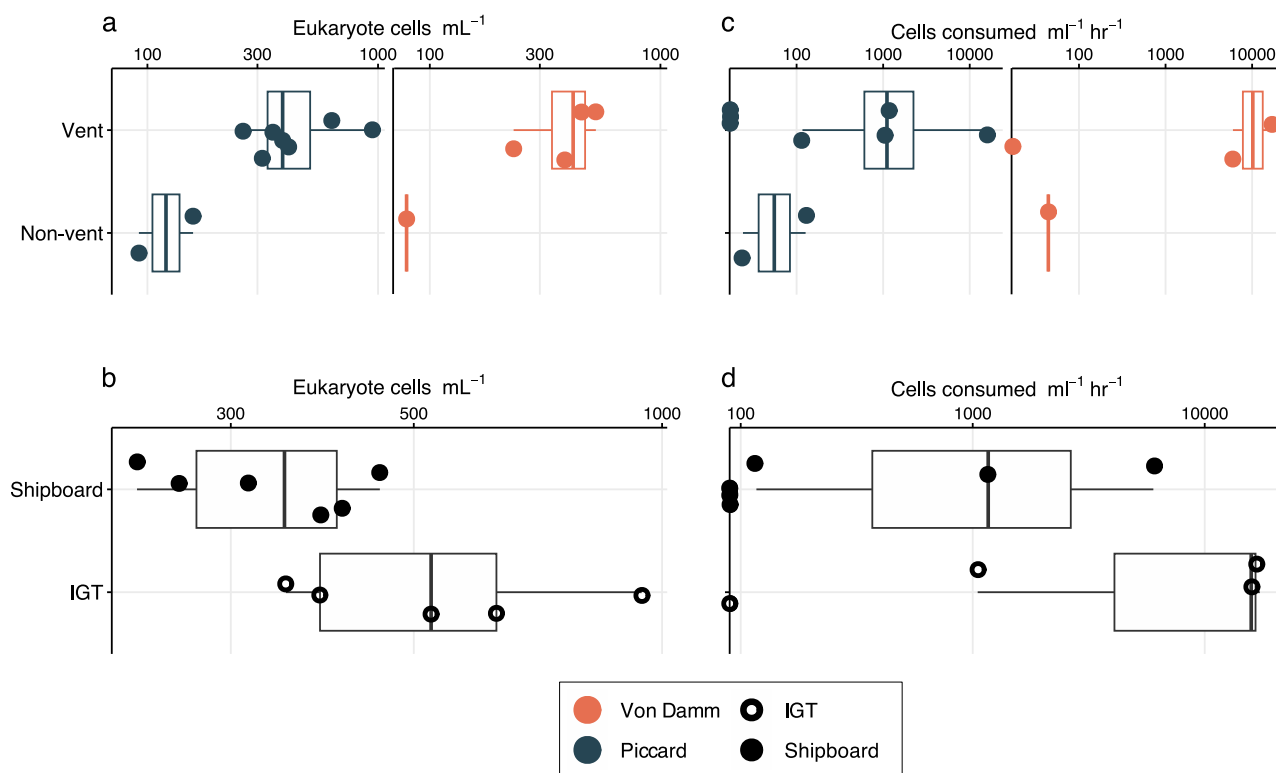 a
Eukaryote cells mL⁻¹
100 300 1000 100 300 1000
Vent
Non-vent
c
Cells consumed ml⁻¹ hr⁻¹
100 1000 10000 100 1000 10000
b
Eukaryote cells mL⁻¹
300 500 1000
Shipboard
IGT
d
Cells consumed ml⁻¹ hr⁻¹
100 1000 10000
Von Damm IGT
Piccard Shipboard